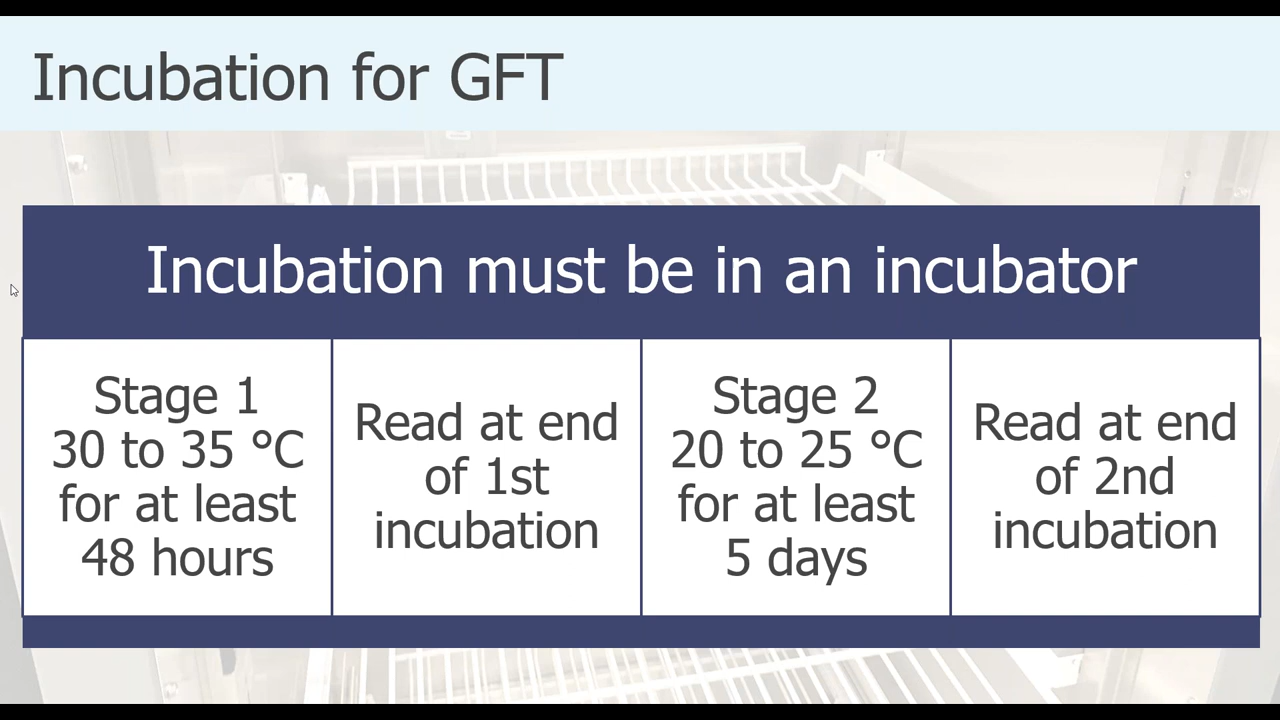 Incubation for GFT
Incubation must be in an incubator
Stage 1
30 to 35 °C
for at least
48 hours
Read at end
of 1st
incubation
Stage 2
20 to 25 °C
for at least
5 days
Read at end
of 2nd
incubation